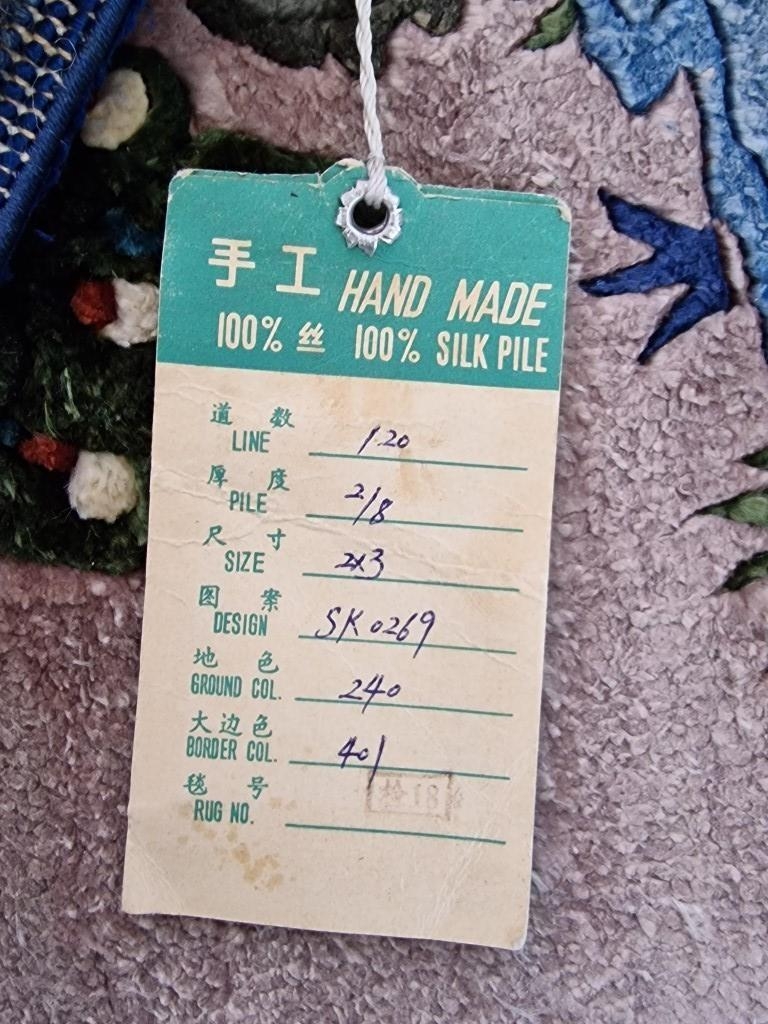 手工 HAND MADE
100% 丝 100% SILK PILE
道数
LINE 120
厚度
PILE 2/8
尺寸
SIZE 2x3
图案
DESIGN SK0269
地色
GROUND COL. 240
大边色
BORDER COL. 401
毯号
RUG NO.